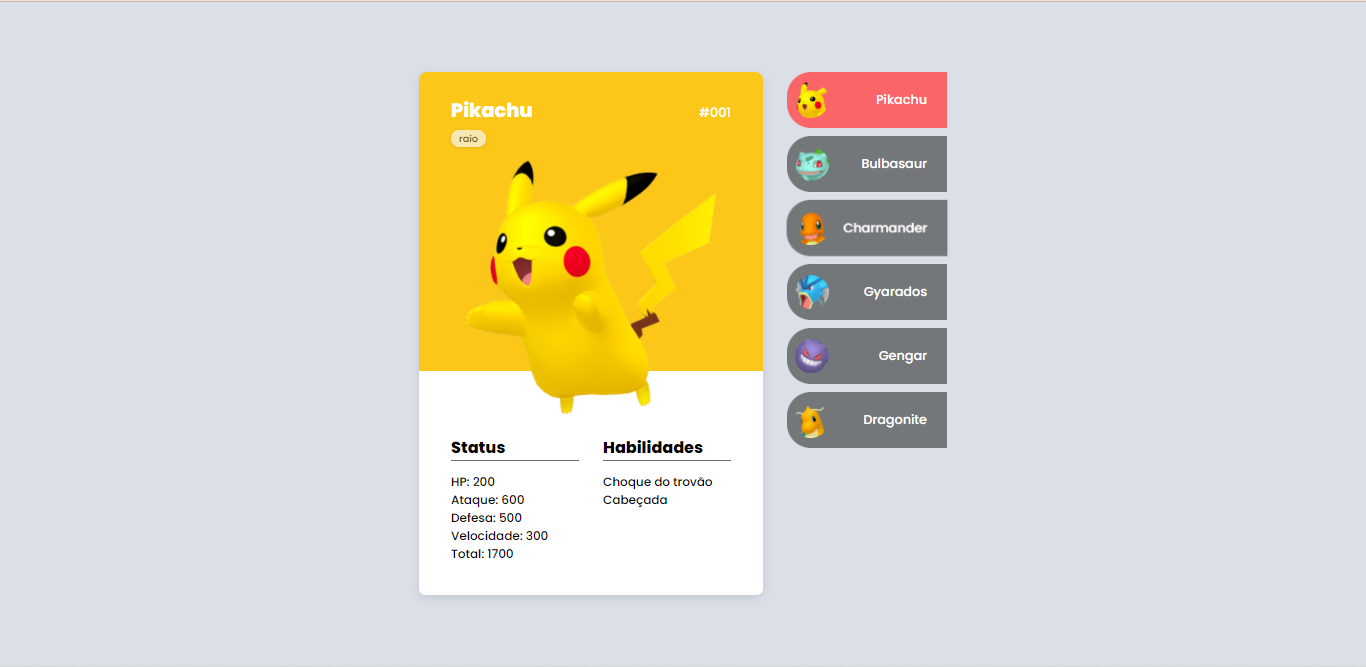 Pikachu
#001
raio
Status
HP: 200
Ataque: 600
Defesa: 500
Velocidade: 300
Total: 1700
Habilidades
Choque do trovão
Cabeçada
Pikachu
Bulbasaur
Charmander
Gyarados
Gengar
Dragonite